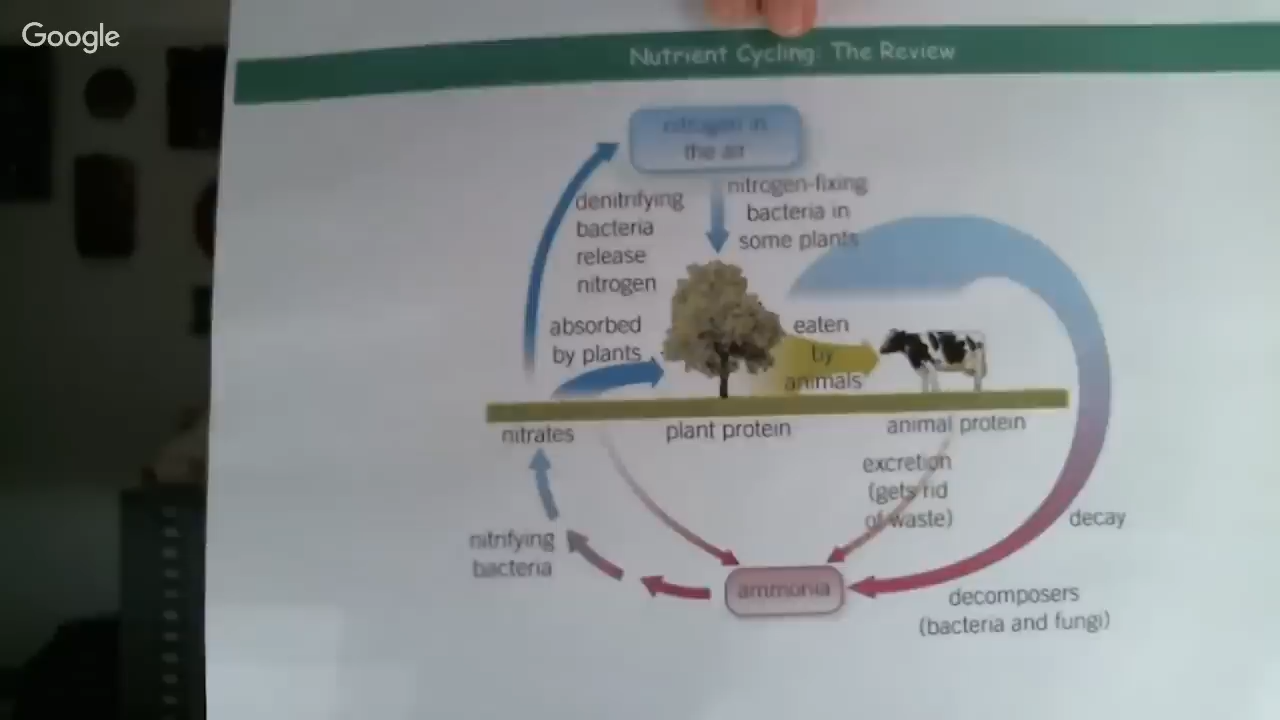 Google
Nutrient Cycling: The Review
nitrogen in
the air
denitrifying
bacteria
release
nitrogen
nitrogen-fixing
bacteria in
some plants
absorbed
by plants
eaten
by
animals
nitrates
plant protein
animal protein
excretion
(gets rid
of waste)
decay
nitrifying
bacteria
ammonia
decomposers
(bacteria and fungi)